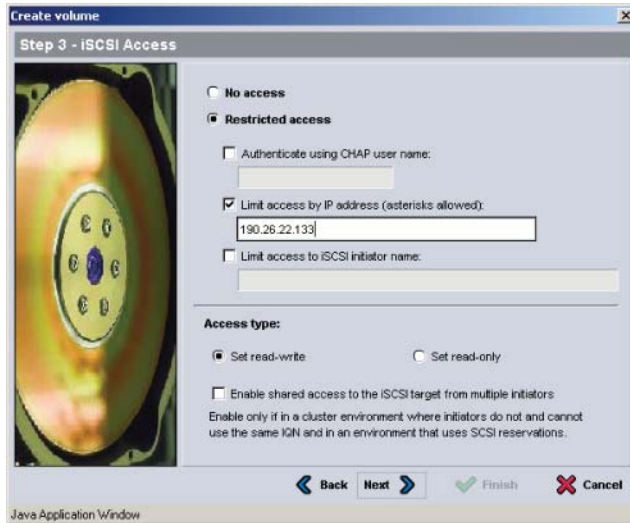 Create volume
Step 3 - iSCSI Access
No access
Restricted access
Authenticate using CHAP user name:
Limit access by IP address (asterisks allowed):
190.26.22.133
Limit access to iSCSI initiator name:
Access type:
Set read-write
Set read-only
Enable shared access to the iSCSI target from multiple initiators
Enable only if in a cluster environment where initiators do not and cannot
use the same IQN and in an environment that uses SCSI reservations.
Back
Next
Finish
Cancel
Java Application Window